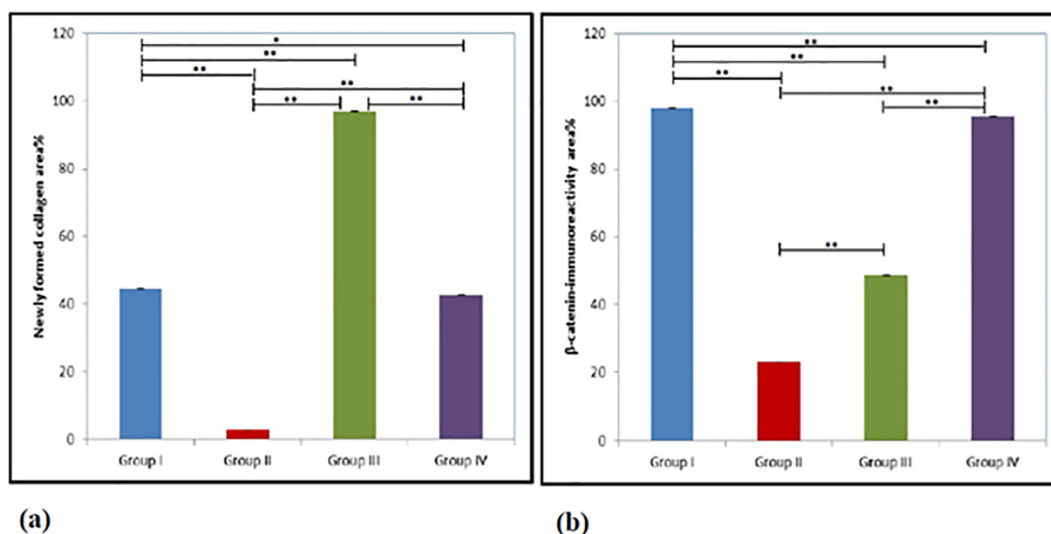 Newly formed collagen area%
120
100
80
60
40
20
0
*
**
**
**
**
**
Group I
Group II
Group III
Group IV
(a)
β-catenin-immunoreactivity area%
120
100
80
60
40
20
0
**
**
**
**
**
**
Group I
Group II
Group III
Group IV
(b)